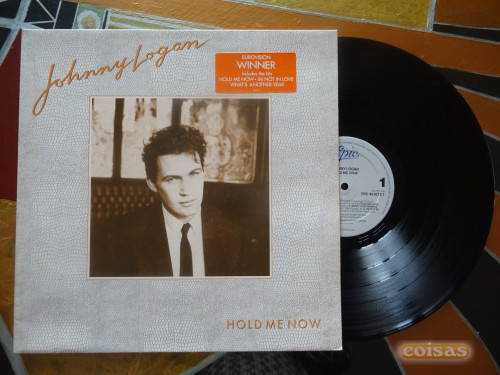 Johnny Logan
EUROVISION
WINNER
includes the hits
HOLD ME NOW • I'M NOT IN LOVE
WHAT'S ANOTHER YEAR
HOLD ME NOW
Epic
1
coisas